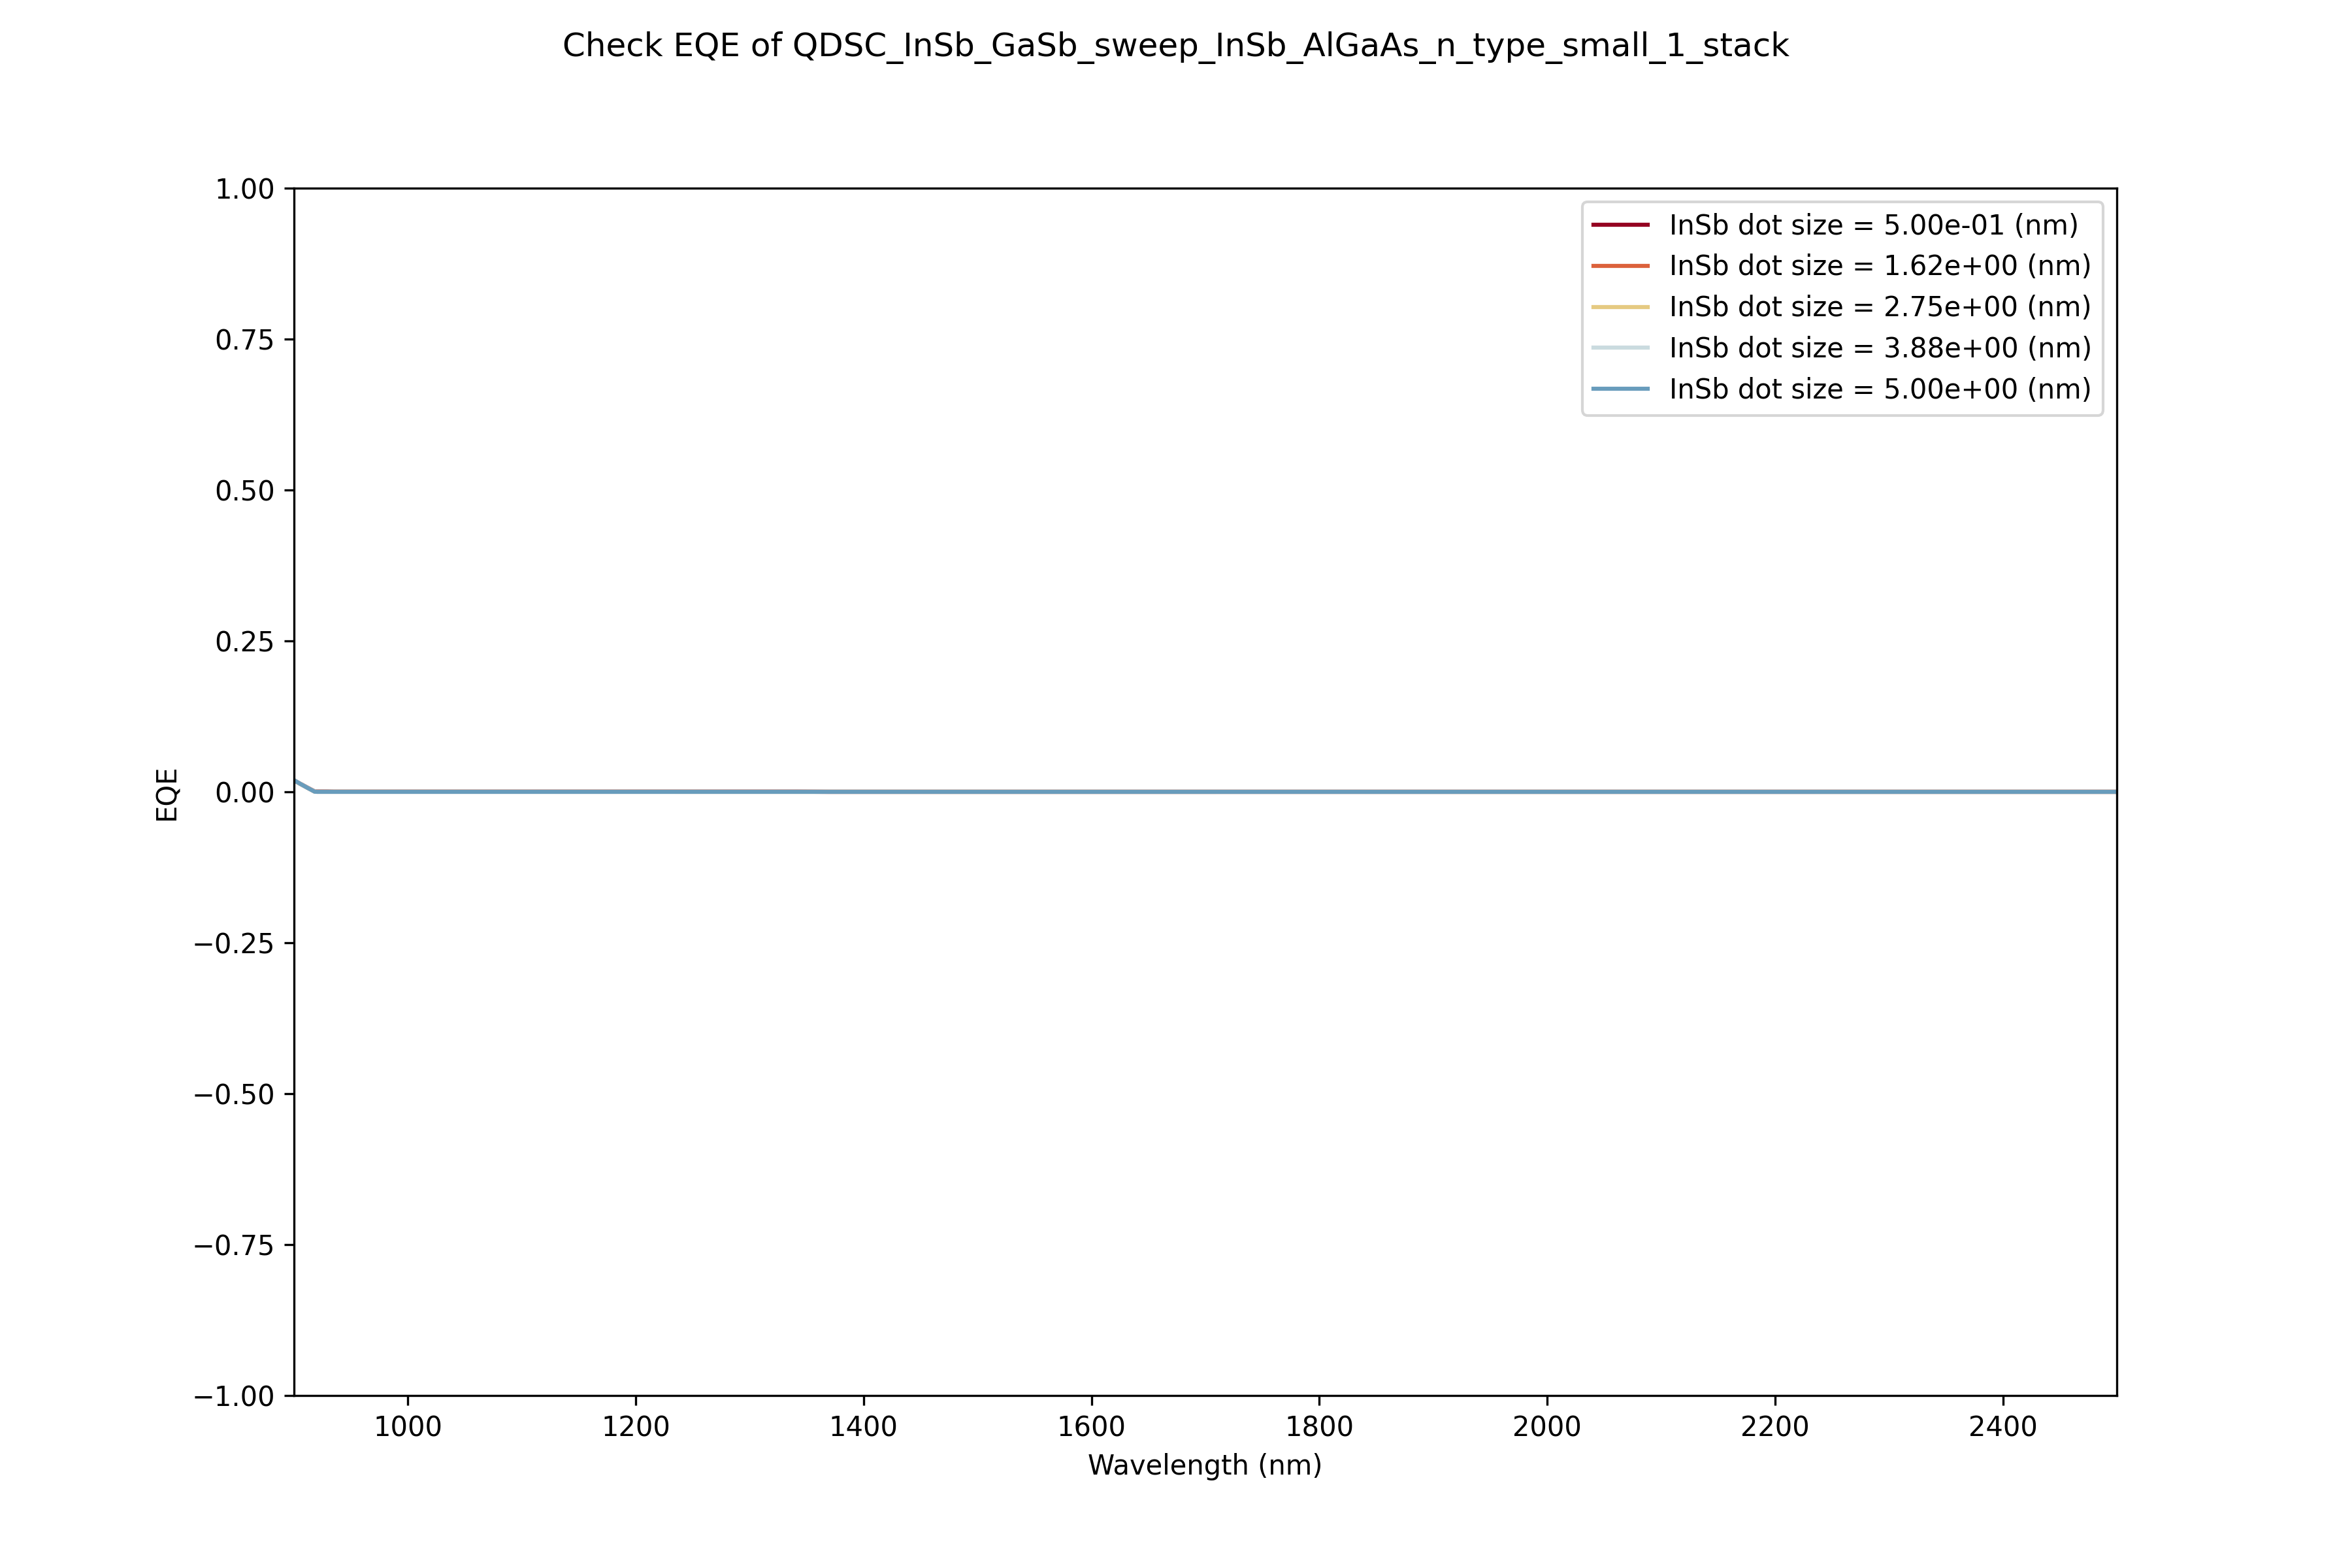 Check EQE of QDSC_InSb_GaSb_sweep_InSb_AlGaAs_n_type_small_1_stack
1.00
0.75
0.50
0.25
0.00
−0.25
−0.50
−0.75
−1.00
EQE
InSb dot size = 5.00e-01 (nm)
InSb dot size = 1.62e+00 (nm)
InSb dot size = 2.75e+00 (nm)
InSb dot size = 3.88e+00 (nm)
InSb dot size = 5.00e+00 (nm)
1000 1200 1400 1600 1800 2000 2200 2400
Wavelength (nm)